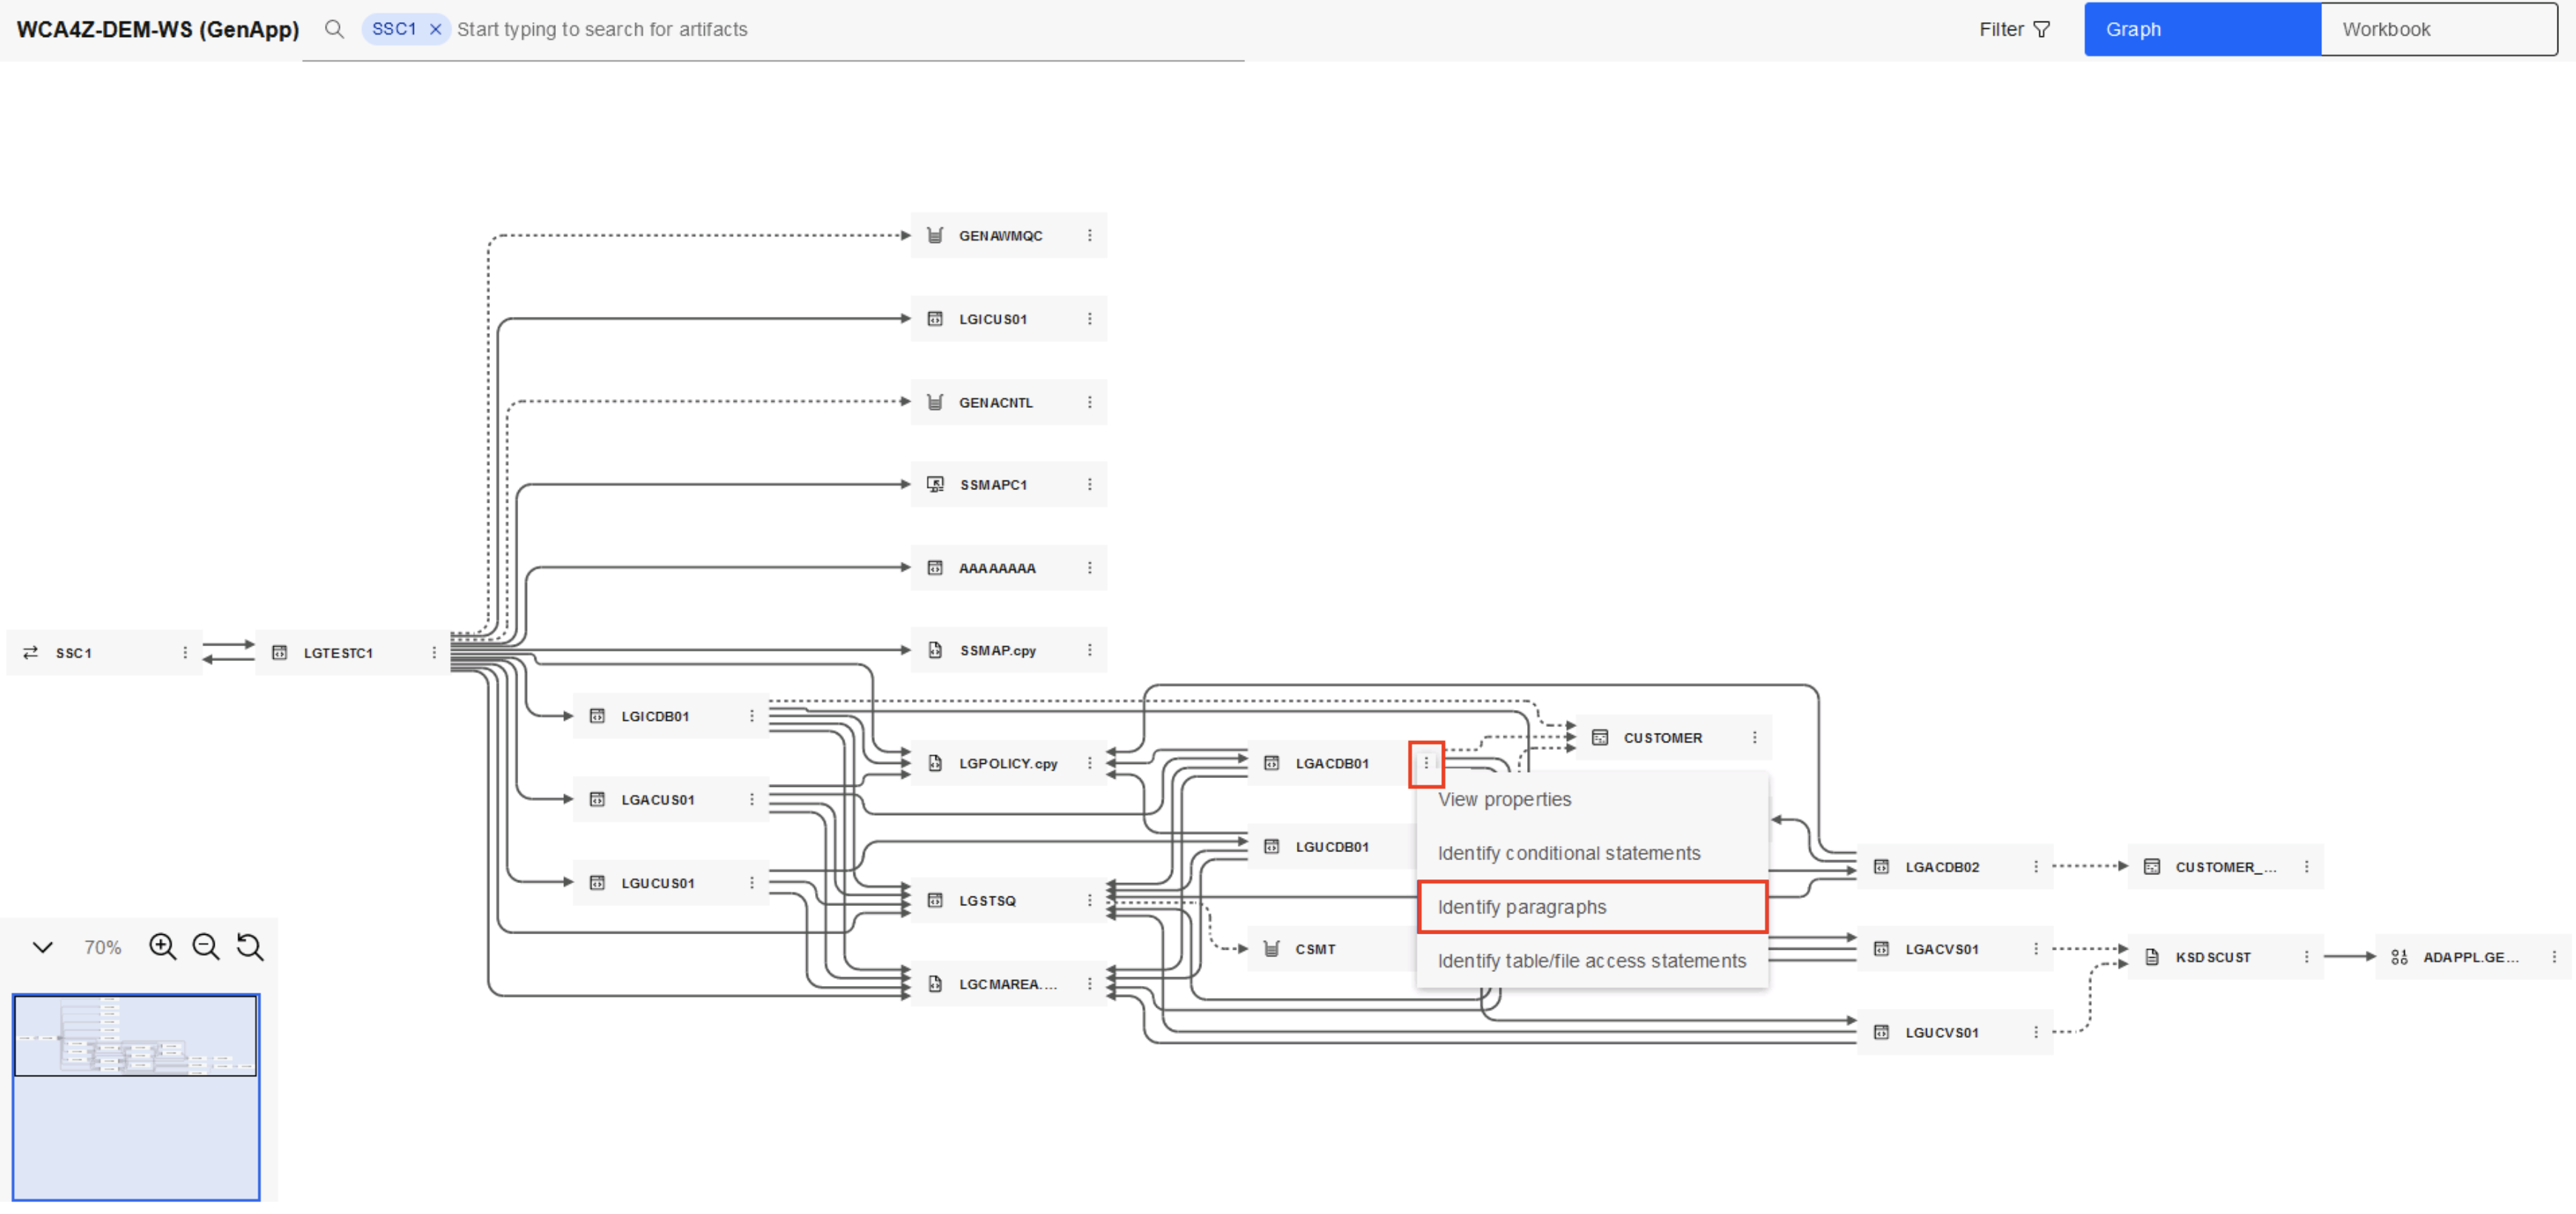 WCA4Z-DEM-WS (GenApp)
SSC1
Start typing to search for artifacts
Filter
Graph
Workbook
GENAWMQC
LGICUS01
GENACNTL
SSMAPC1
AAAAAAAA
SSC1
LGTESTC1
SSMAP.cpy
LGICDB01
CUSTOMER
LGPOLICY.cpy
LGACDB01
LGACUS01
View properties
LGUCDB01
Identify conditional statements
LGACDB02
CUSTOMER_...
LGUCUS01
LGSTSQ
Identify paragraphs
70%
CSMT
Identify table/file access statements
LGACVS01
KSDSCUST
ADAPPL.GE...
LGCMAREA....
LGUCVS01